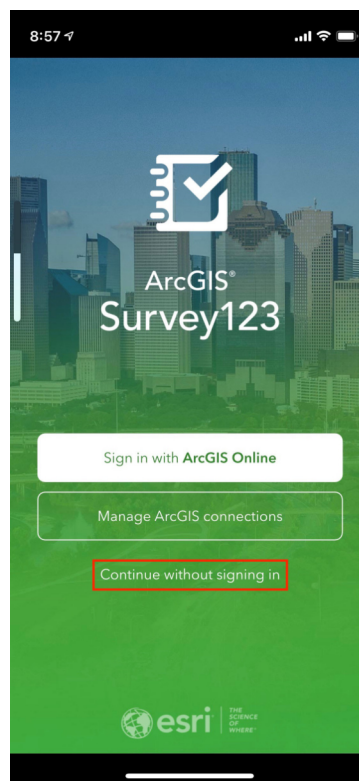 8:57
ArcGIS®
Survey123
Sign in with ArcGIS Online
Manage ArcGIS connections
Continue without signing in
esri
THE
SCIENCE
OF
WHERE®